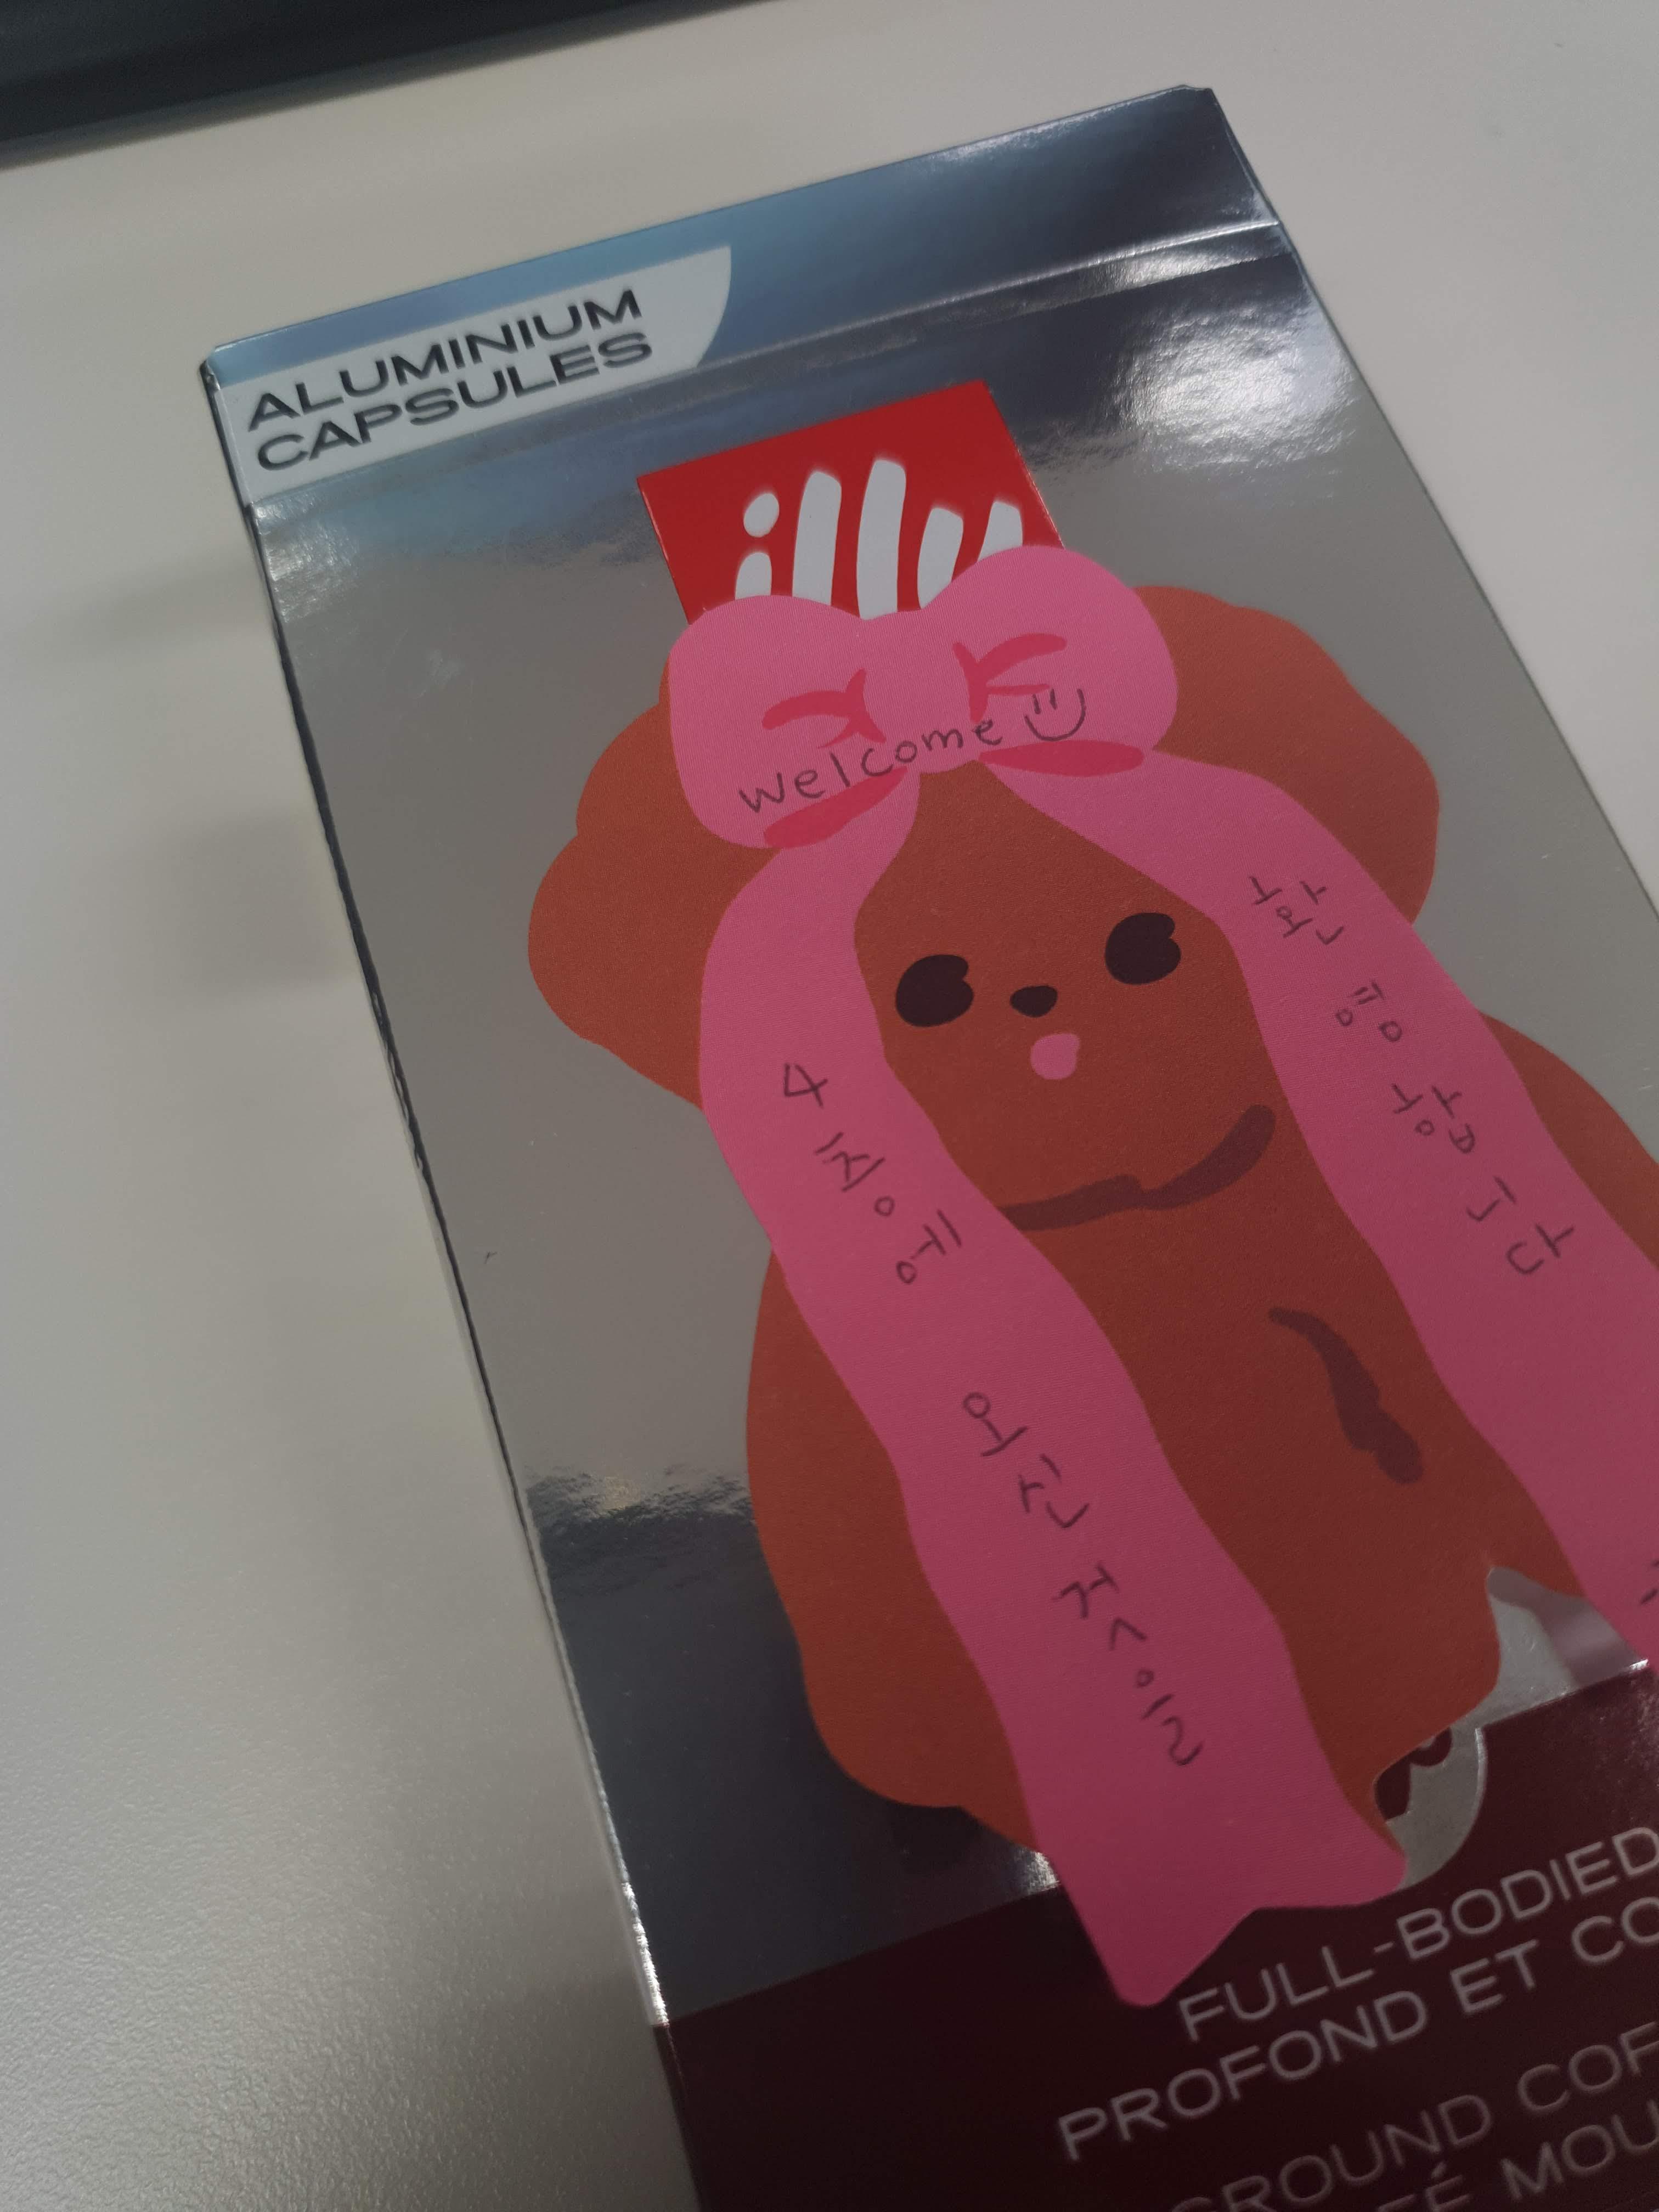 ALUMINIUM
CAPSULES
illy
welcome
4층에
오신 것을
환 영 합 니 다
FULL-BODIED
PROFOND ET
GROUND